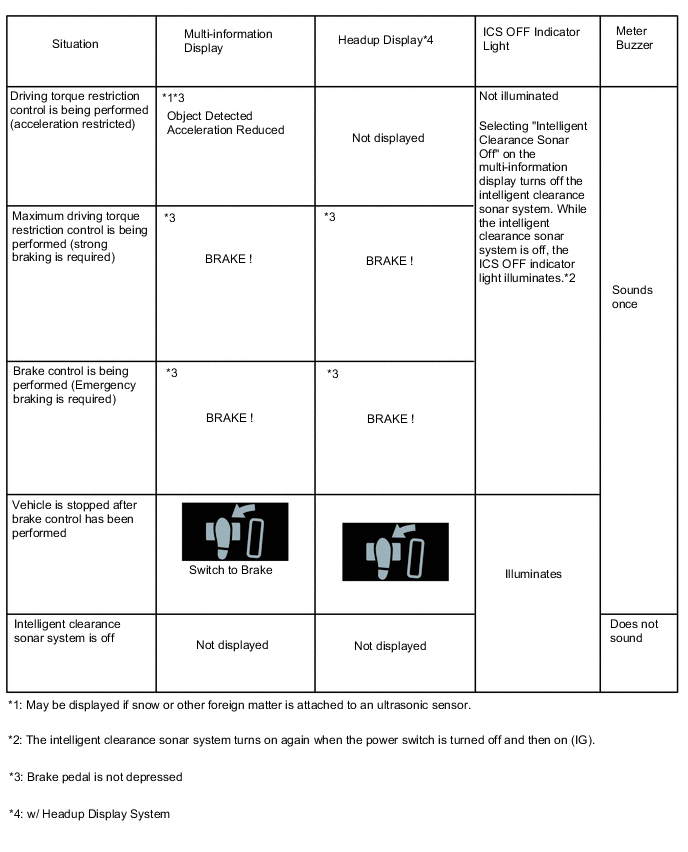 Situation
Multi-information
Display
Headup Display*4
ICS OFF Indicator
Light
Meter
Buzzer
Driving torque restriction
control is being performed
(acceleration restricted)
*1*3
Object Detected
Acceleration Reduced
Not displayed
Not illuminated
Selecting "Intelligent
Clearance Sonar
Off" on the
multi-information
display turns off the
intelligent clearance
sonar system. While
the intelligent
clearance sonar
system is off, the
ICS OFF indicator
light illuminates.*2
Sounds
once
Maximum driving torque
restriction control is being
performed (strong
braking is required)
*3
BRAKE !
*3
BRAKE !
Brake control is being
performed (Emergency
braking is required)
*3
BRAKE !
*3
BRAKE !
Vehicle is stopped after
brake control has been
performed
Switch to Brake
Illuminates
Intelligent clearance
sonar system is off
Not displayed
Not displayed
Does not
sound
*1: May be displayed if snow or other foreign matter is attached to an ultrasonic sensor.
*2: The intelligent clearance sonar system turns on again when the power switch is turned off and then on (IG).
*3: Brake pedal is not depressed
*4: w/ Headup Display System